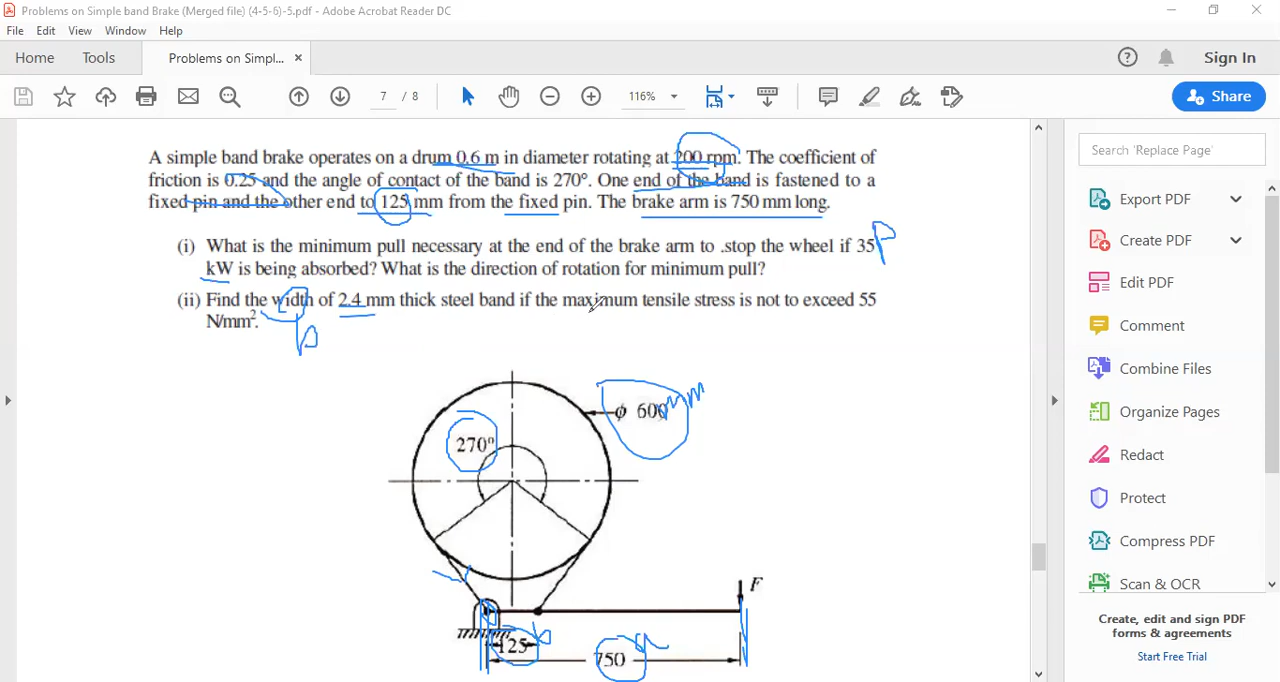 Problems on Simple band Brake (Merged file) (4-5-6)-5.pdf - Adobe Acrobat Reader DC
File Edit View Window Help
Home Tools Problems on Simpl... × Sign In
7 / 8 116% Share
A simple band brake operates on a drum 0.6 m in diameter rotating at 200 rpm. The coefficient of
friction is 0.25 and the angle of contact of the band is 270°. One end of the band is fastened to a
fixed pin and the other end to 125 mm from the fixed pin. The brake arm is 750 mm long.
(i) What is the minimum pull necessary at the end of the brake arm to .stop the wheel if 35 P
kW is being absorbed? What is the direction of rotation for minimum pull?
(ii) Find the width of 2.4 mm thick steel band if the maximum tensile stress is not to exceed 55
N/mm².
b
ϕ 600 mm
270°
F
125 b
750 a
Search 'Replace Page'
Export PDF
Create PDF
Edit PDF
Comment
Combine Files
Organize Pages
Redact
Protect
Compress PDF
Scan & OCR
Create, edit and sign PDF
forms & agreements
Start Free Trial